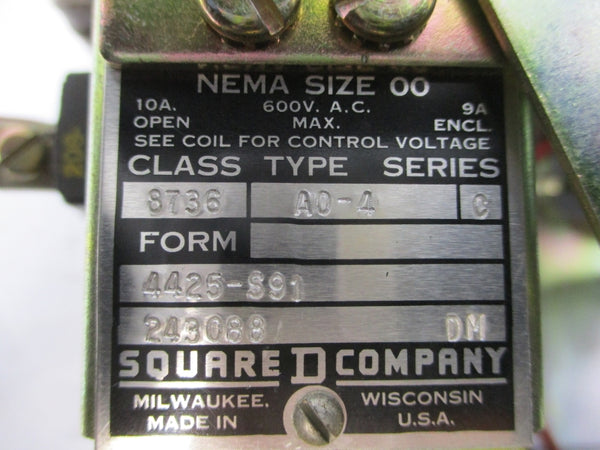 NEMA SIZE 00
10A. 600V. A.C. 9A
OPEN MAX. ENCL.
SEE COIL FOR CONTROL VOLTAGE
CLASS TYPE SERIES
8736 AO-4 C
FORM
4425-S91
243088 DM
SQUARE D COMPANY
MILWAUKEE. WISCONSIN
MADE IN U.S.A.